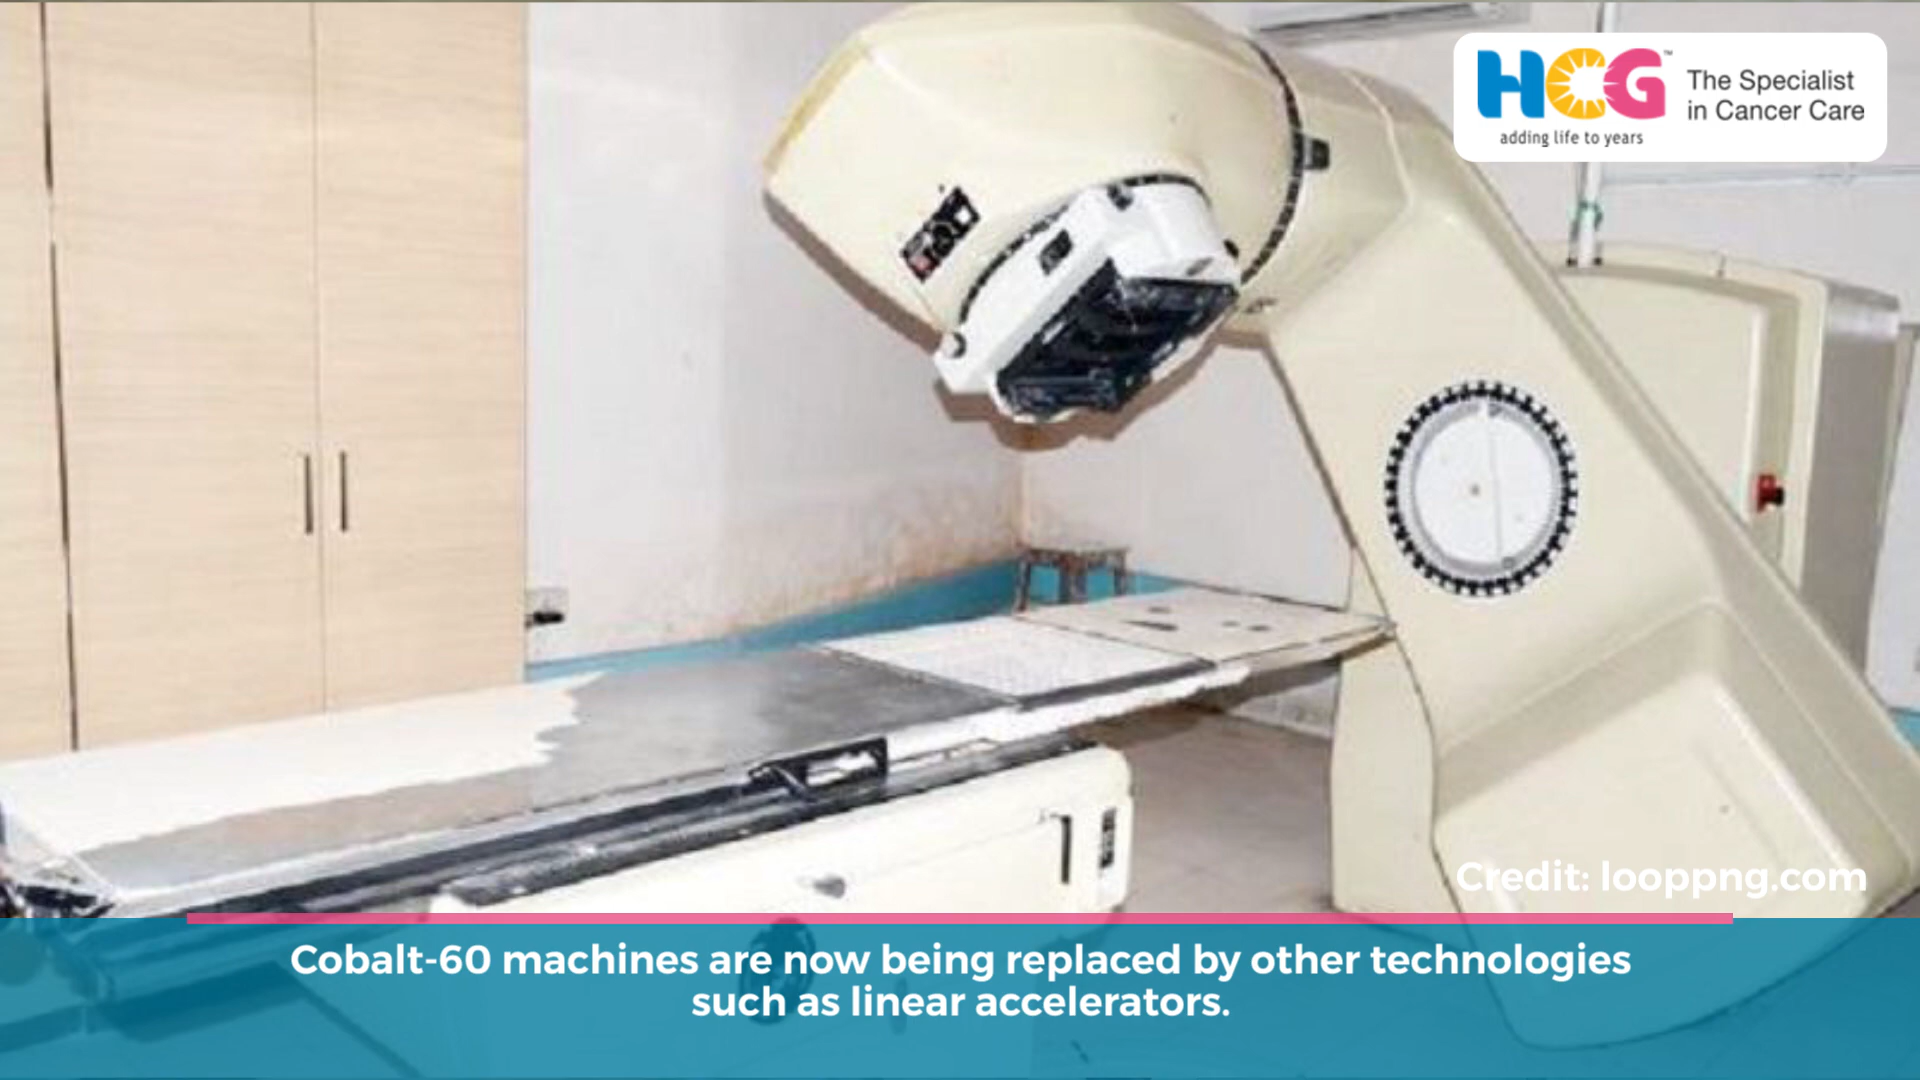 HCG™
The Specialist
in Cancer Care
adding life to years
Credit: looppng.com
Cobalt-60 machines are now being replaced by other technologies
such as linear accelerators.